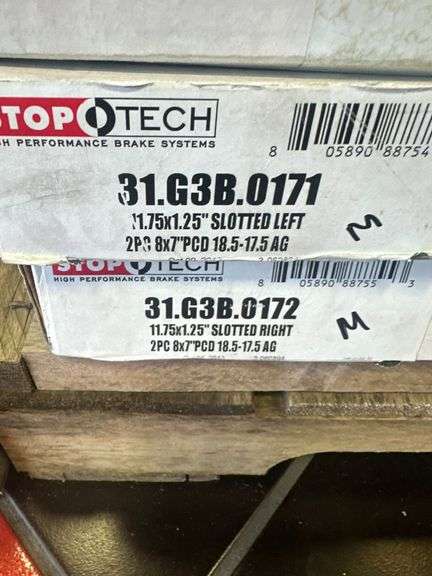 STOPTECH
HIGH PERFORMANCE BRAKE SYSTEMS
8 05890 88754
31.G3B.0171
11.75x1.25" SLOTTED LEFT
2PC 8x7"PCD 18.5-17.5 AG
M
STOPTECH
HIGH PERFORMANCE BRAKE SYSTEMS
8 05890 88755 3
31.G3B.0172
11.75x1.25" SLOTTED RIGHT
2PC 8x7"PCD 18.5-17.5 AG
M